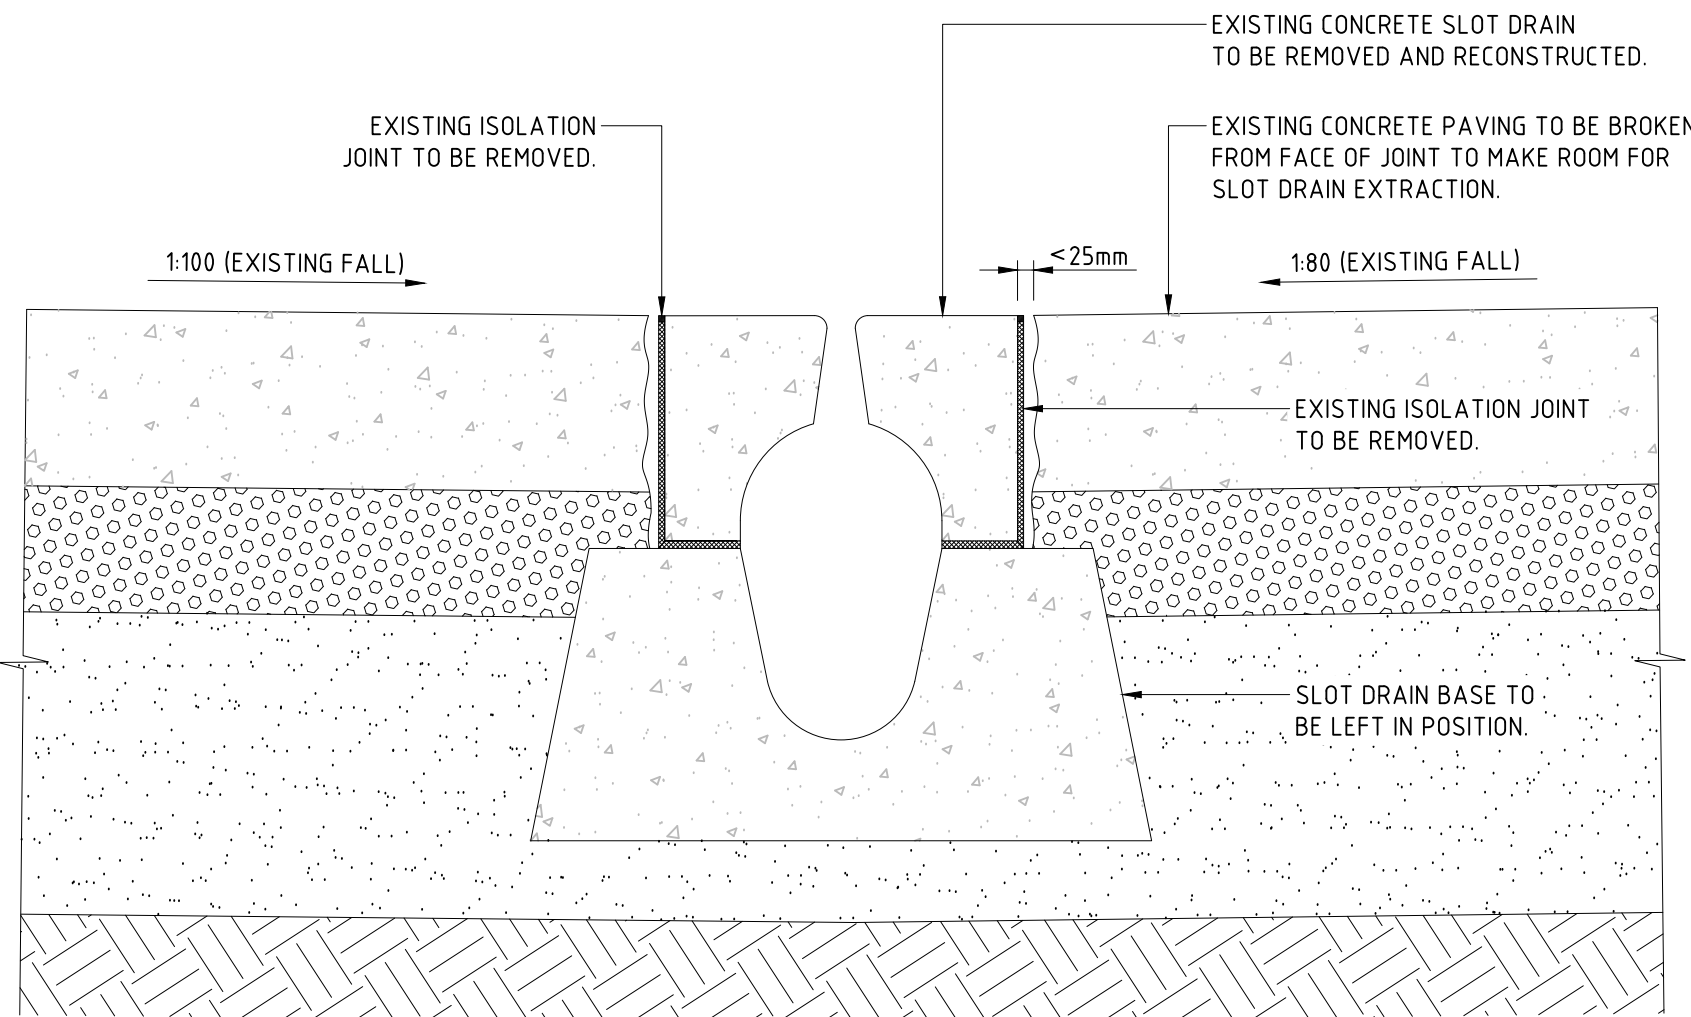 EXISTING CONCRETE SLOT DRAIN
TO BE REMOVED AND RECONSTRUCTED.
EXISTING ISOLATION
JOINT TO BE REMOVED.
EXISTING CONCRETE PAVING TO BE BROKEN
FROM FACE OF JOINT TO MAKE ROOM FOR
SLOT DRAIN EXTRACTION.
1:100 (EXISTING FALL)
<25mm
1:80 (EXISTING FALL)
EXISTING ISOLATION JOINT
TO BE REMOVED.
SLOT DRAIN BASE TO
BE LEFT IN POSITION.